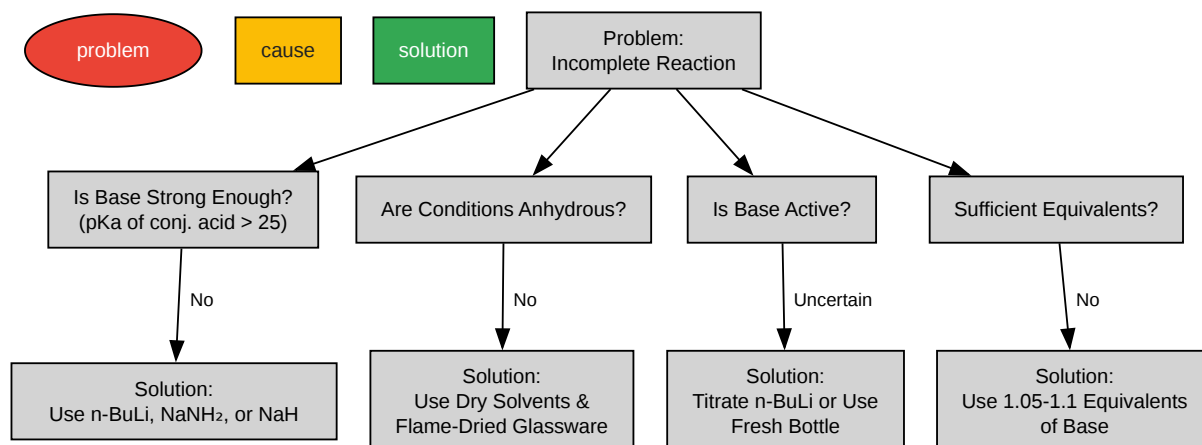 problem
cause
solution
Problem:
Incomplete Reaction
Is Base Strong Enough?
(pKa of conj. acid > 25)
Are Conditions Anhydrous?
Is Base Active?
Sufficient Equivalents?
No
No
Uncertain
No
Solution:
Use n-BuLi, NaNH₂, or NaH
Solution:
Use Dry Solvents &
Flame-Dried Glassware
Solution:
Titrate n-BuLi or Use
Fresh Bottle
Solution:
Use 1.05-1.1 Equivalents
of Base